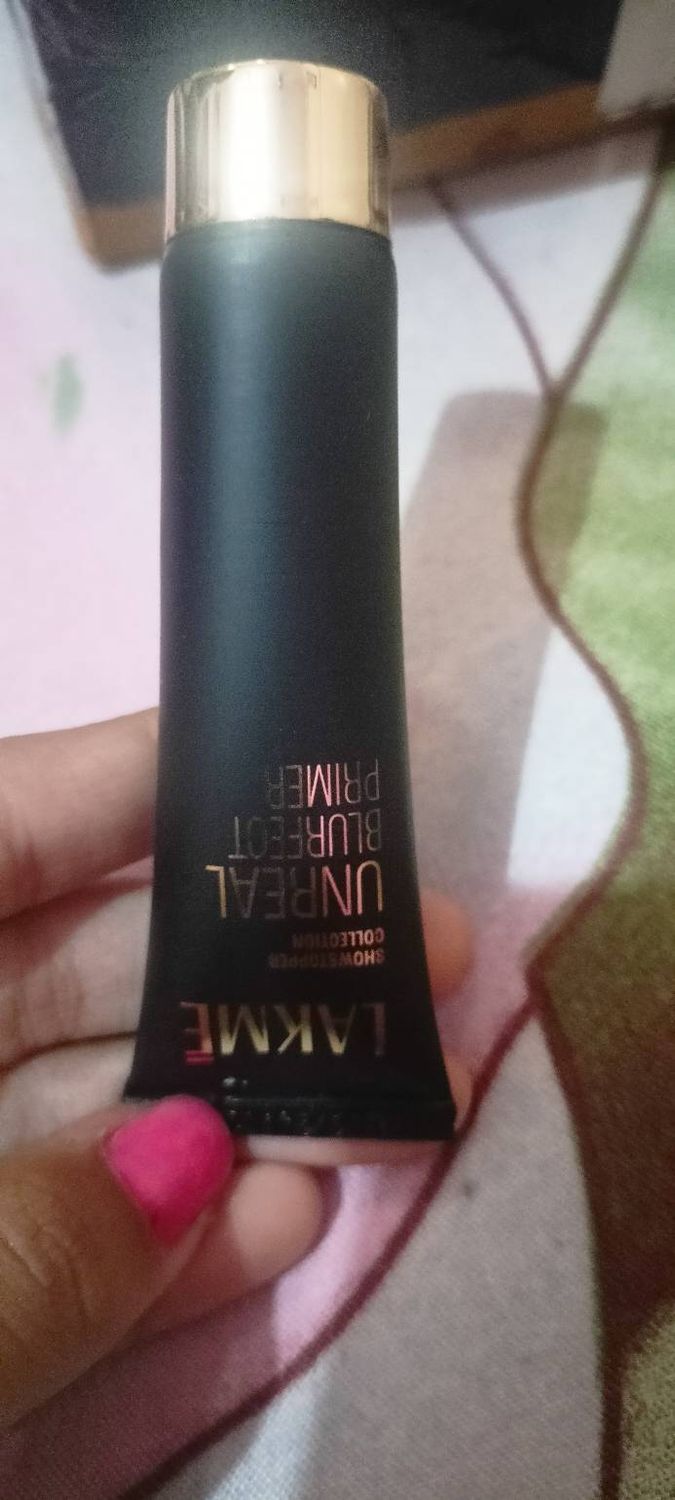 LAKMĒ
SHOWSTOPPER
COLLECTION
UNREAL
BLURFECT
PRIMER